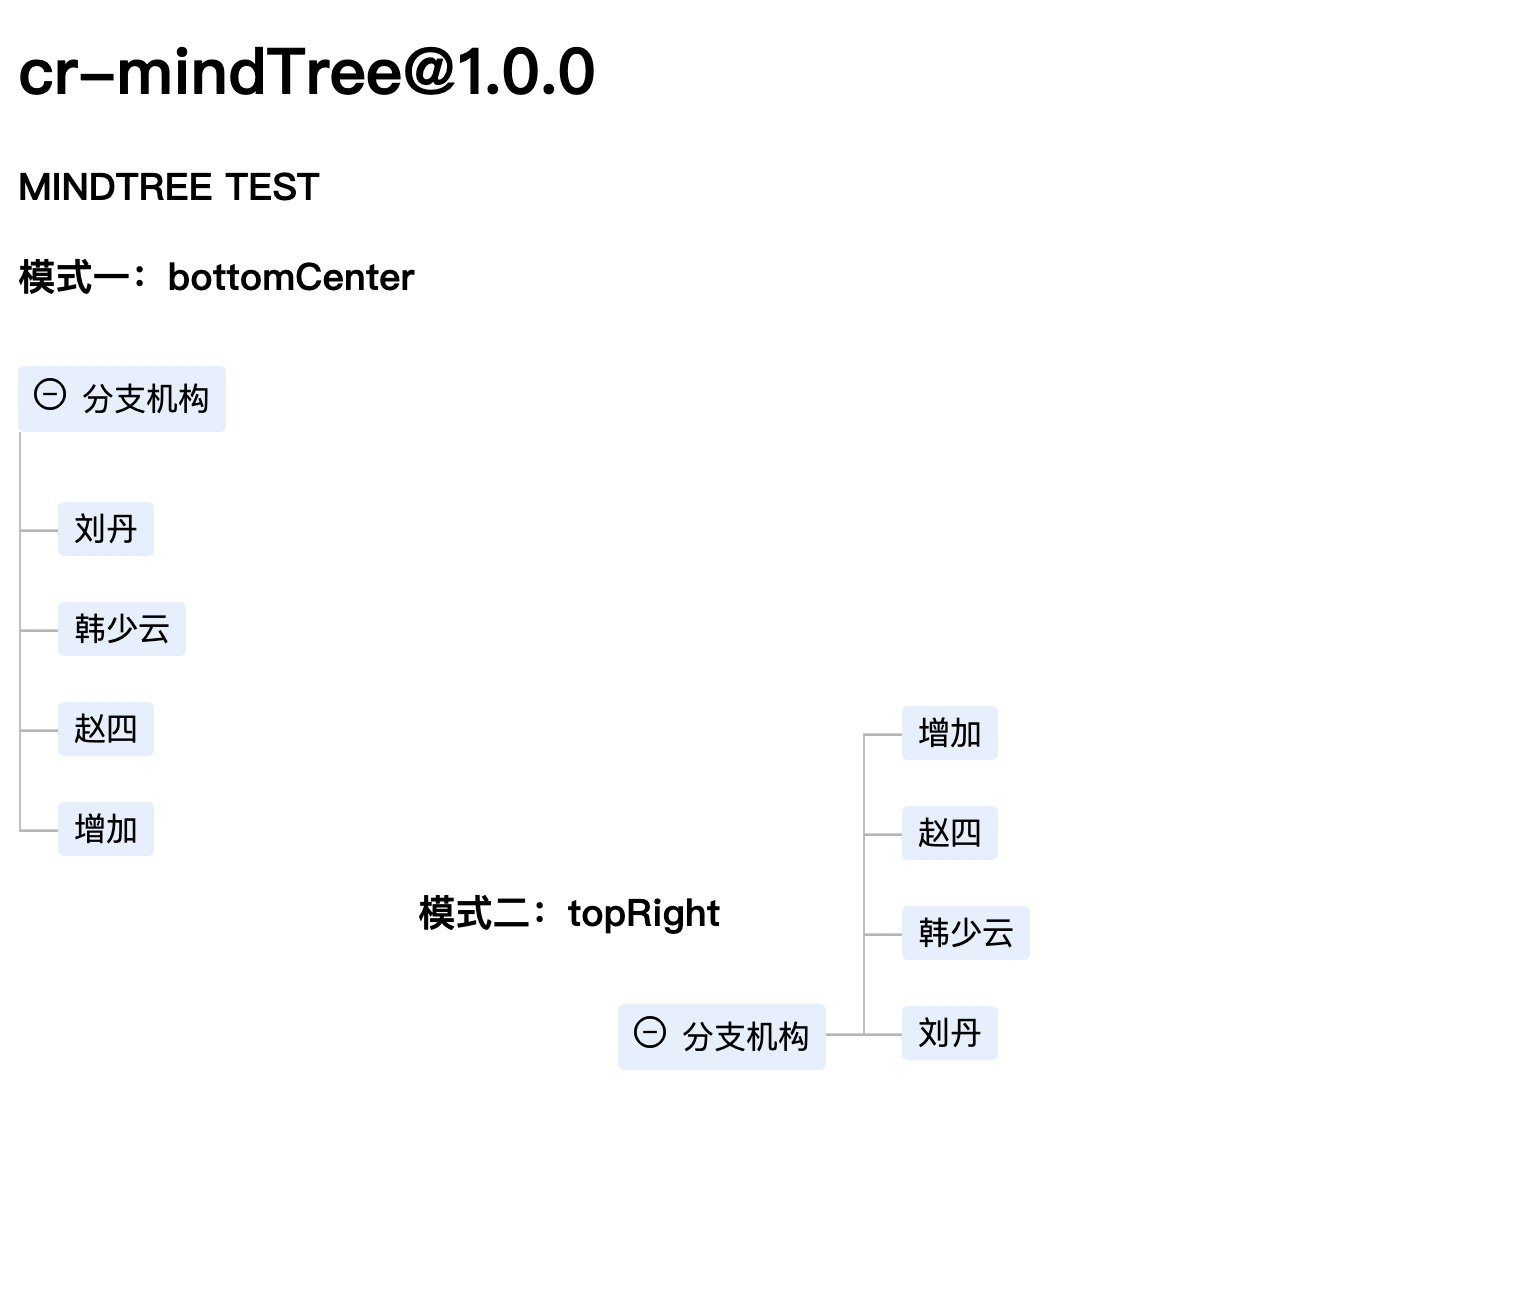 cr-mindTree@1.0.0
MINDTREE TEST
模式一：bottomCenter
分支机构
刘丹
韩少云
赵四
增加
模式二：topRight
增加
赵四
韩少云
分支机构
刘丹